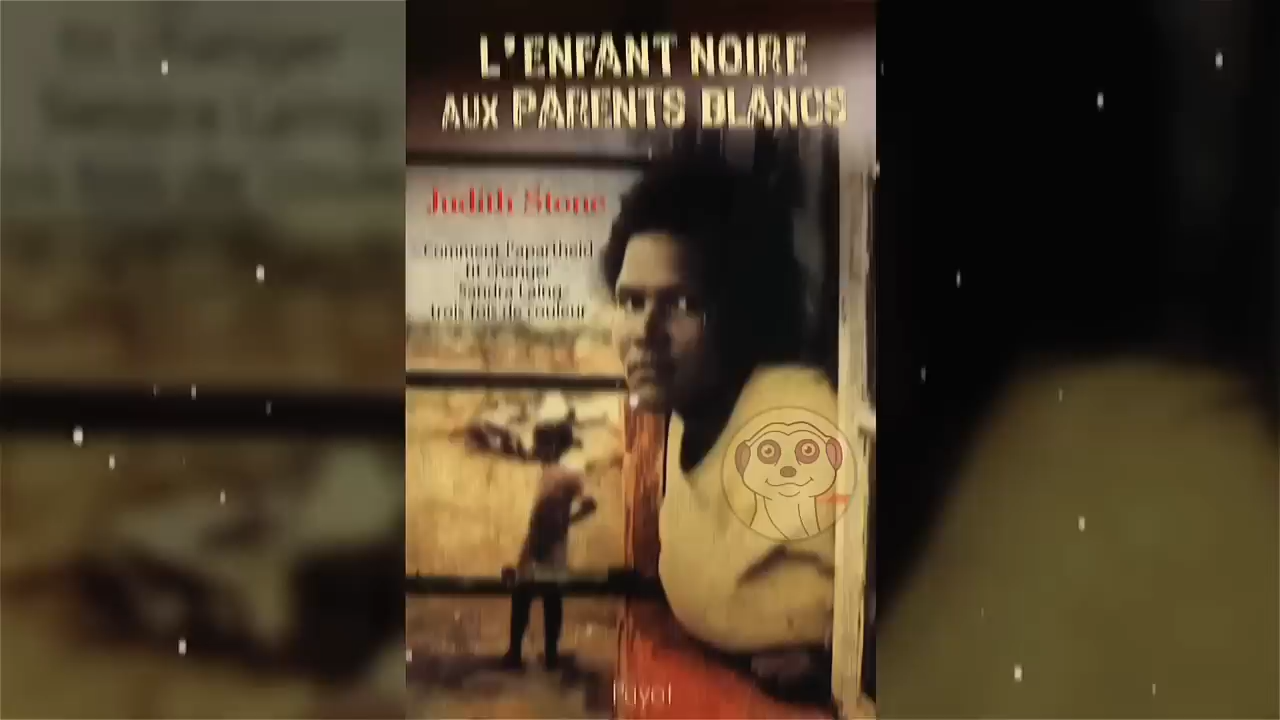 L'ENFANT NOIRE
AUX PARENTS BLANCS
Judith Stone
Comment l'apartheid
fit changer
Sandra Laing
trois fois de couleur
Payot